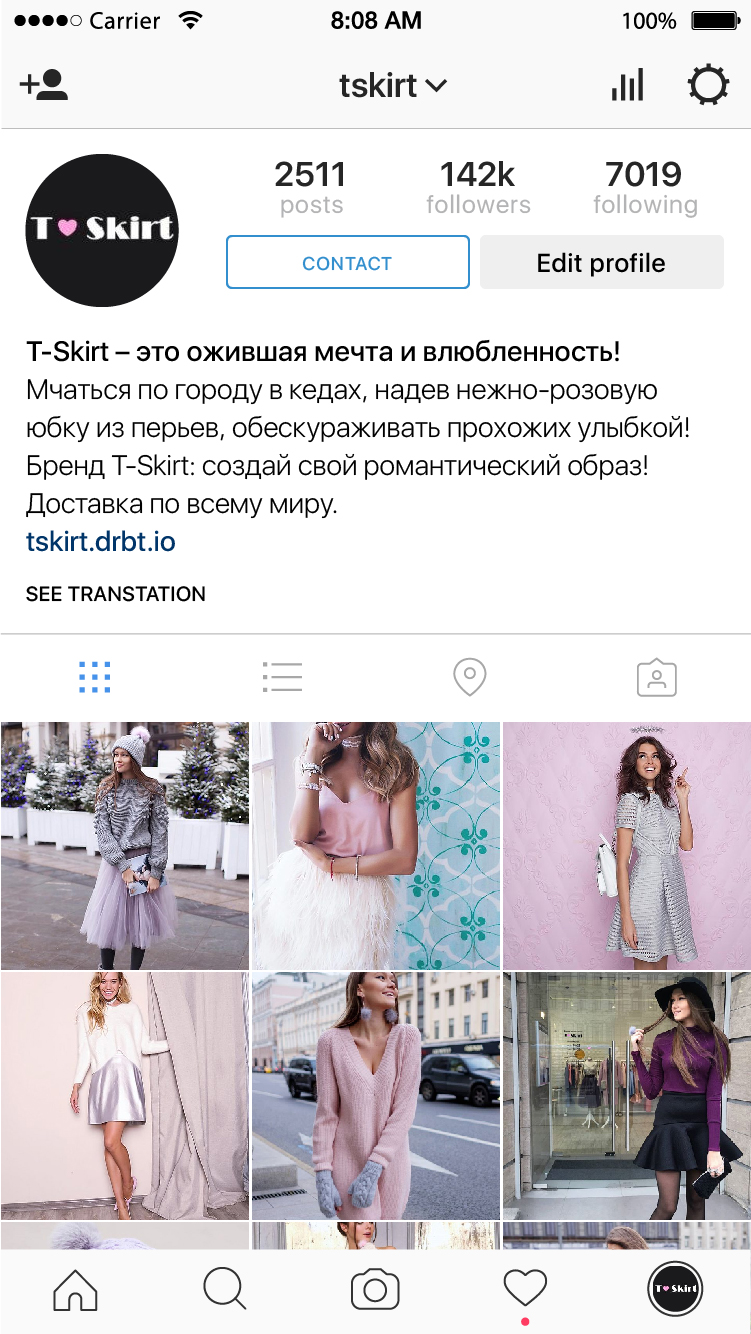 Carrier 8:08 AM 100%
tskirt
2511 142k 7019
posts followers following
T Skirt
CONTACT Edit profile
T-Skirt – это ожившая мечта и влюбленность!
Мчаться по городу в кедах, надев нежно-розовую
юбку из перьев, обескураживать прохожих улыбкой!
Бренд T-Skirt: создай свой романтический образ!
Доставка по всему миру.
tskirt.drbt.io
SEE TRANSTATION
T Skirt